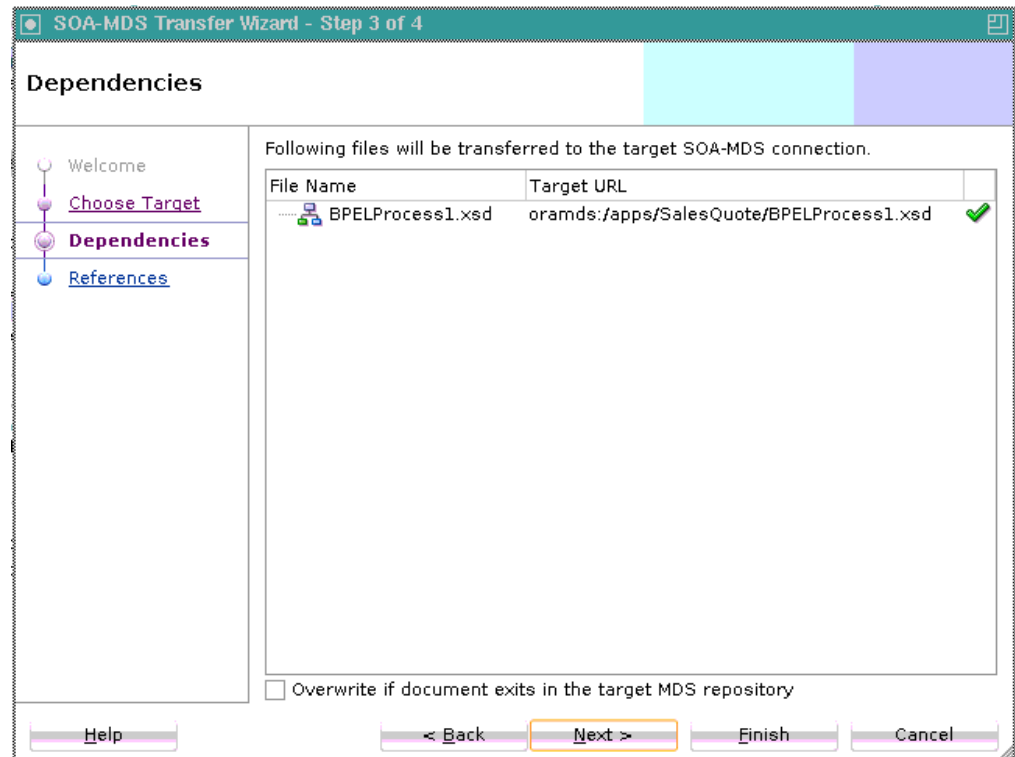 SOA-MDS Transfer Wizard - Step 3 of 4
Dependencies
Welcome
Choose Target
Dependencies
References
Following files will be transferred to the target SOA-MDS connection.
File Name Target URL
BPELProcess1.xsd oramds:/apps/SalesQuote/BPELProcess1.xsd
Overwrite if document exits in the target MDS repository
Help < Back Next > Finish Cancel